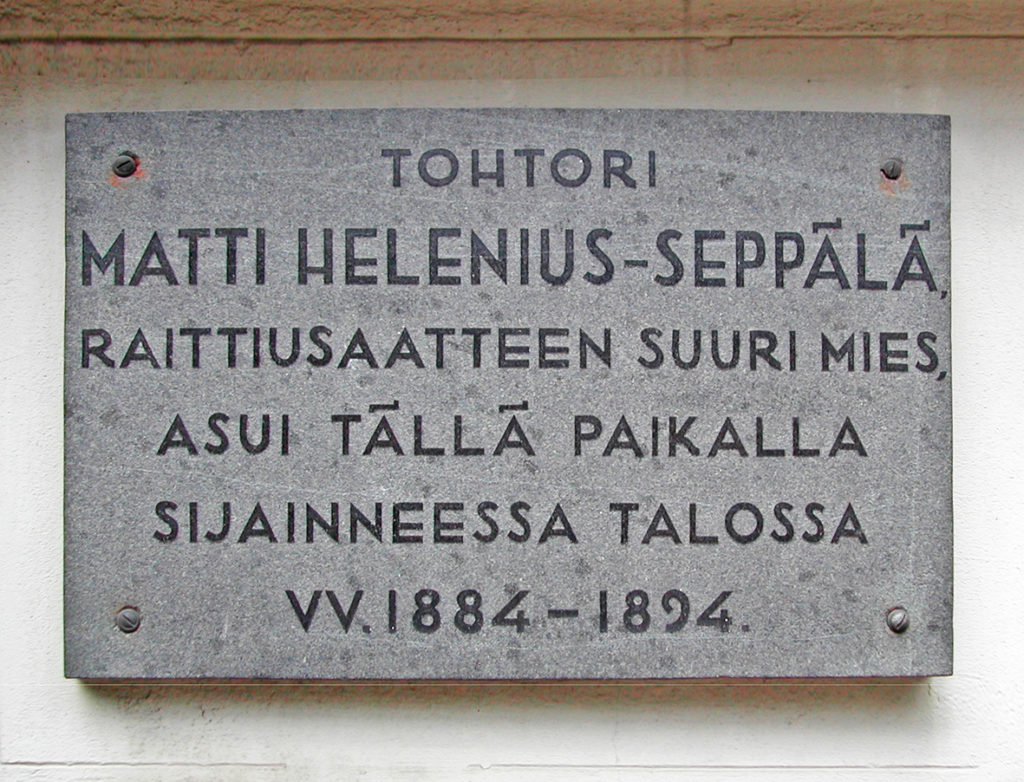 TOHTORI
MATTI HELENIUS-SEPPÄLÄ,
RAITTIUSAATTEEN SUURI MIES,
ASUI TÄLLÄ PAIKALLA
SIJAINNEESSA TALOSSA
VV. 1884-1894.